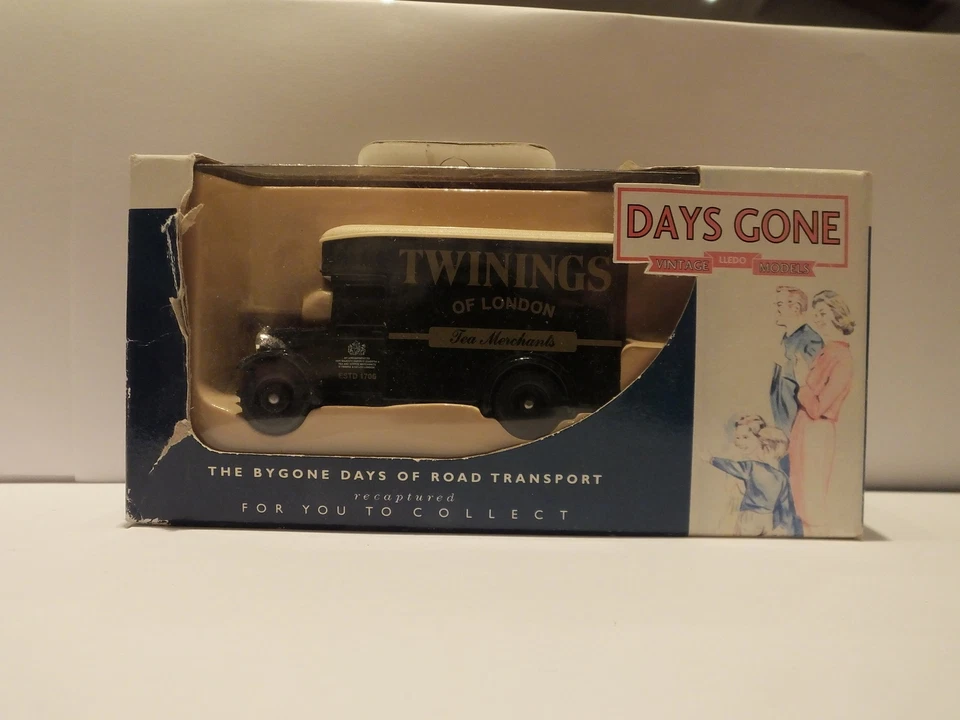 DAYS GONE
VINTAGE LLEDO MODELS
TWININGS
OF LONDON
Tea Merchants
ESTD 1706
THE BYGONE DAYS OF ROAD TRANSPORT
recaptured
FOR YOU TO COLLECT